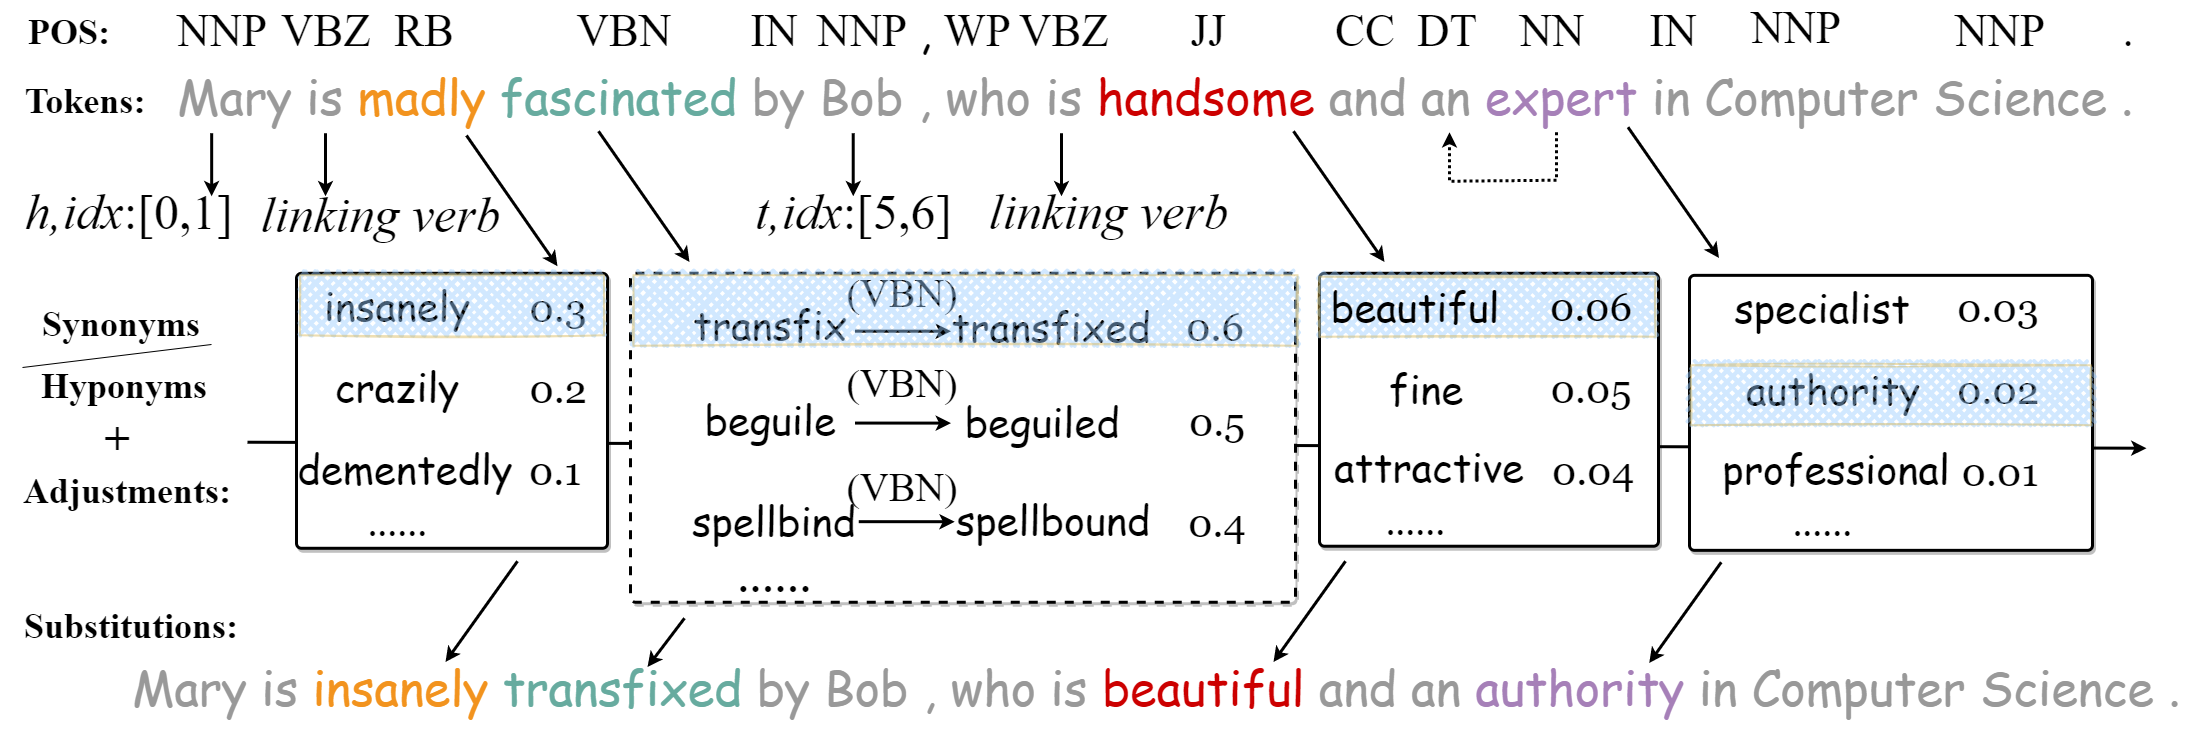 POS: NNP VBZ RB VBN IN NNP , WP VBZ JJ CC DT NN IN NNP NNP .
Tokens: Mary is madly fascinated by Bob , who is handsome and an expert in Computer Science .
h,idx:[0,1] linking verb t,idx:[5,6] linking verb
Synonyms
Hyponyms
+
Adjustments:
insanely 0.3
crazily 0.2
dementedly 0.1
......
(VBN)
transfix transfixed 0.6
(VBN)
beguile beguiled 0.5
(VBN)
spellbind spellbound 0.4
......
beautiful 0.06
fine 0.05
attractive 0.04
......
specialist 0.03
authority 0.02
professional 0.01
......
Substitutions:
Mary is insanely transfixed by Bob , who is beautiful and an authority in Computer Science .